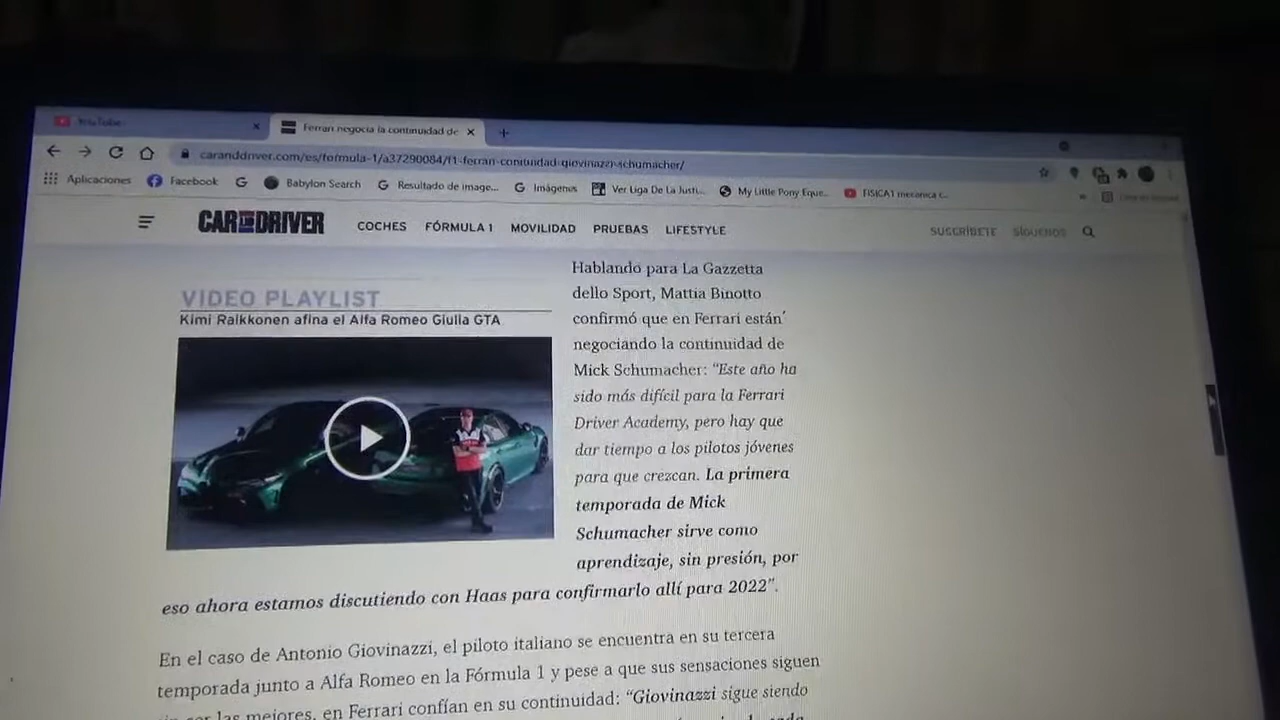 YouTube
Ferrari negocia la continuidad de
caranddriver.com/es/formula-1/a37290084/f1-ferrari-continuidad-giovinazzi-schumacher/
Aplicaciones Facebook G Babylon Search Resultado de image... Imágenes Ver Liga De La Justi... My Little Pony Eque... FISICA1 mecanica c...
CAR AND DRIVER COCHES FÓRMULA 1 MOVILIDAD PRUEBAS LIFESTYLE SUSCRÍBETE SÍGUENOS
VIDEO PLAYLIST
Kimi Raikkonen afina el Alfa Romeo Giulia GTA
Hablando para La Gazzetta
dello Sport, Mattia Binotto
confirmó que en Ferrari están
negociando la continuidad de
Mick Schumacher: “Este año ha
sido más difícil para la Ferrari
Driver Academy, pero hay que
dar tiempo a los pilotos jóvenes
para que crezcan. La primera
temporada de Mick
Schumacher sirve como
aprendizaje, sin presión, por
eso ahora estamos discutiendo con Haas para confirmarlo allí para 2022”.
En el caso de Antonio Giovinazzi, el piloto italiano se encuentra en su tercera
temporada junto a Alfa Romeo en la Fórmula 1 y pese a que sus sensaciones siguen
sin ser las mejores, en Ferrari confían en su continuidad: “Giovinazzi sigue siendo